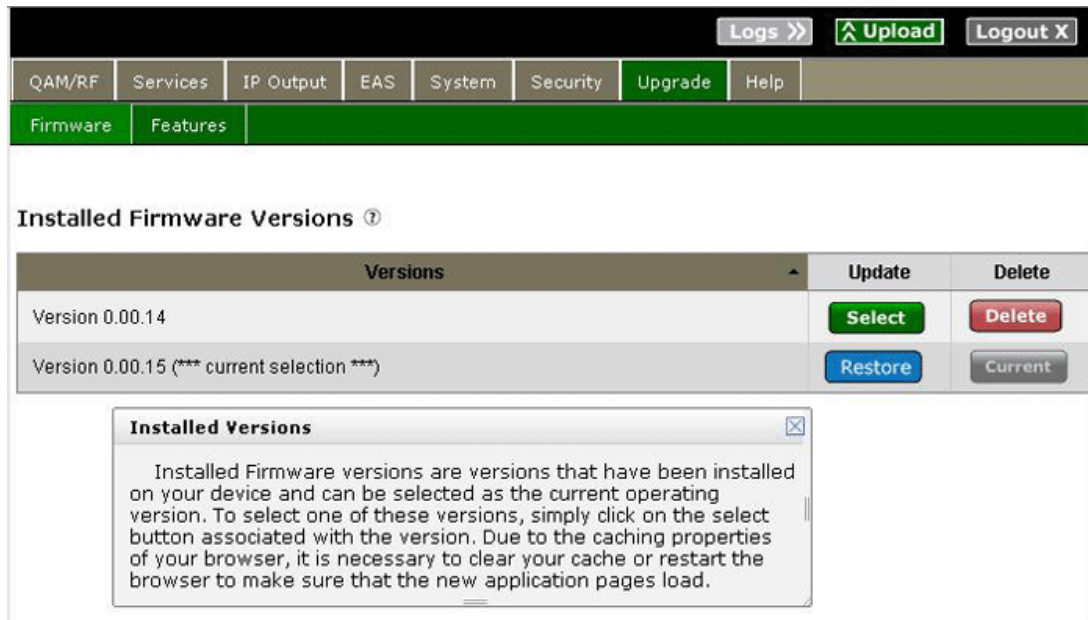 Logs Upload Logout X
QAM/RF Services IP Output EAS System Security Upgrade Help
Firmware Features
Installed Firmware Versions ?
Versions Update Delete
Version 0.00.14 Select Delete
Version 0.00.15 (*** current selection ***) Restore Current
Installed Versions
Installed Firmware versions are versions that have been installed
on your device and can be selected as the current operating
version. To select one of these versions, simply click on the select
button associated with the version. Due to the caching properties
of your browser, it is necessary to clear your cache or restart the
browser to make sure that the new application pages load.